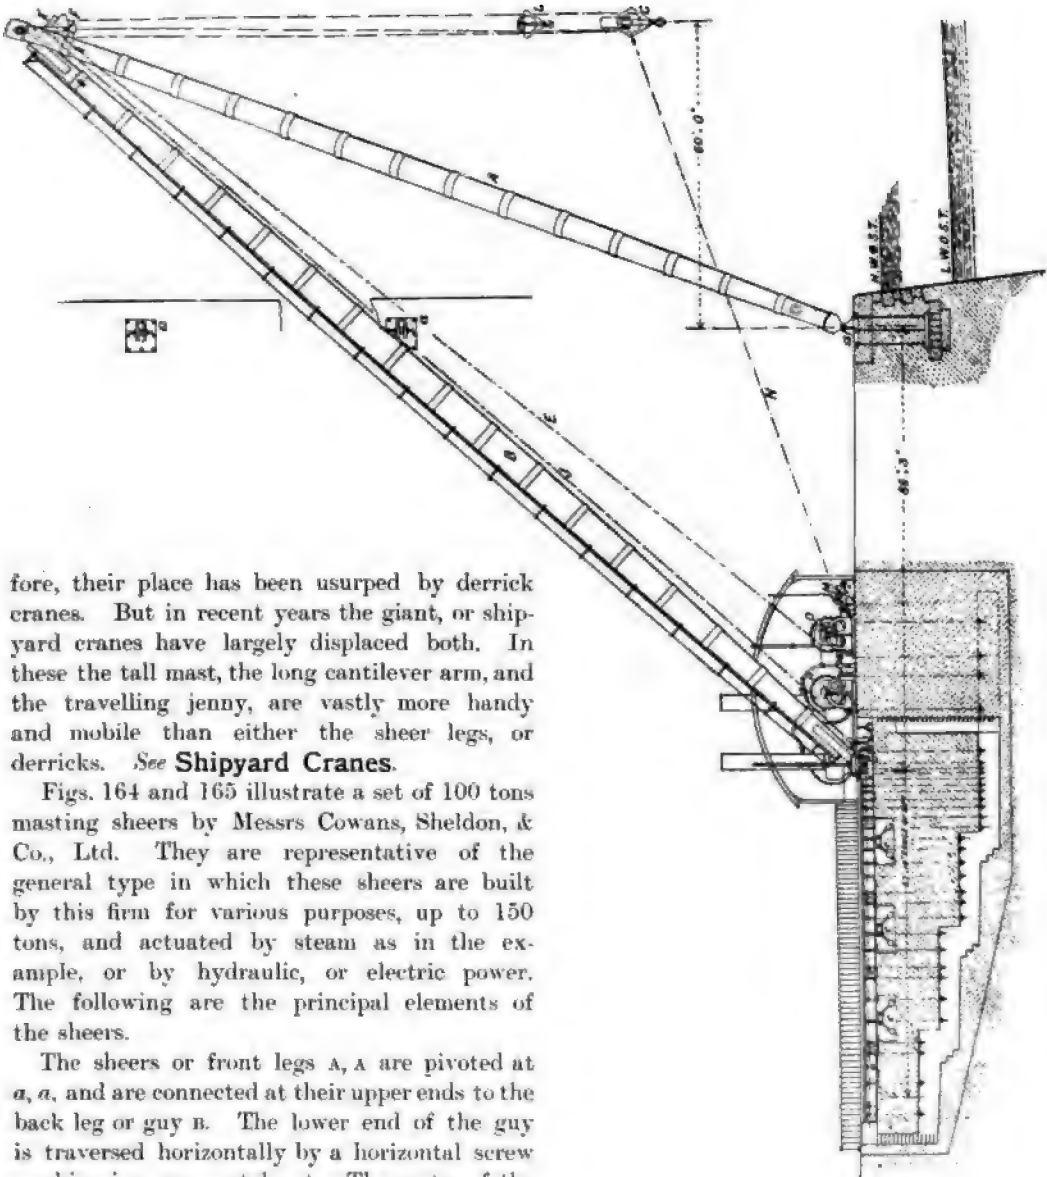 fore, their place has been usurped by derrick
cranes. But in recent years the giant, or ship-
yard cranes have largely displaced both. In
these the tall mast, the long cantilever arm, and
the travelling jenny, are vastly more handy
and mobile than either the sheer legs, or
derricks. See Shipyard Cranes.
Figs. 164 and 165 illustrate a set of 100 tons
masting sheers by Messrs Cowans, Sheldon, &
Co., Ltd. They are representative of the
general type in which these sheers are built
by this firm for various purposes, up to 150
tons, and actuated by steam as in the ex-
ample, or by hydraulic, or electric power.
The following are the principal elements of
the sheers.
The sheers or front legs A, A are pivoted at
a, a, and are connected at their upper ends to the
back leg or guy B. The lower end of the guy
is traversed horizontally by a horizontal screw
A
60'.0"
H.W.O.S.T.
L.W.O.S.T.
a
a
E
B
D
a